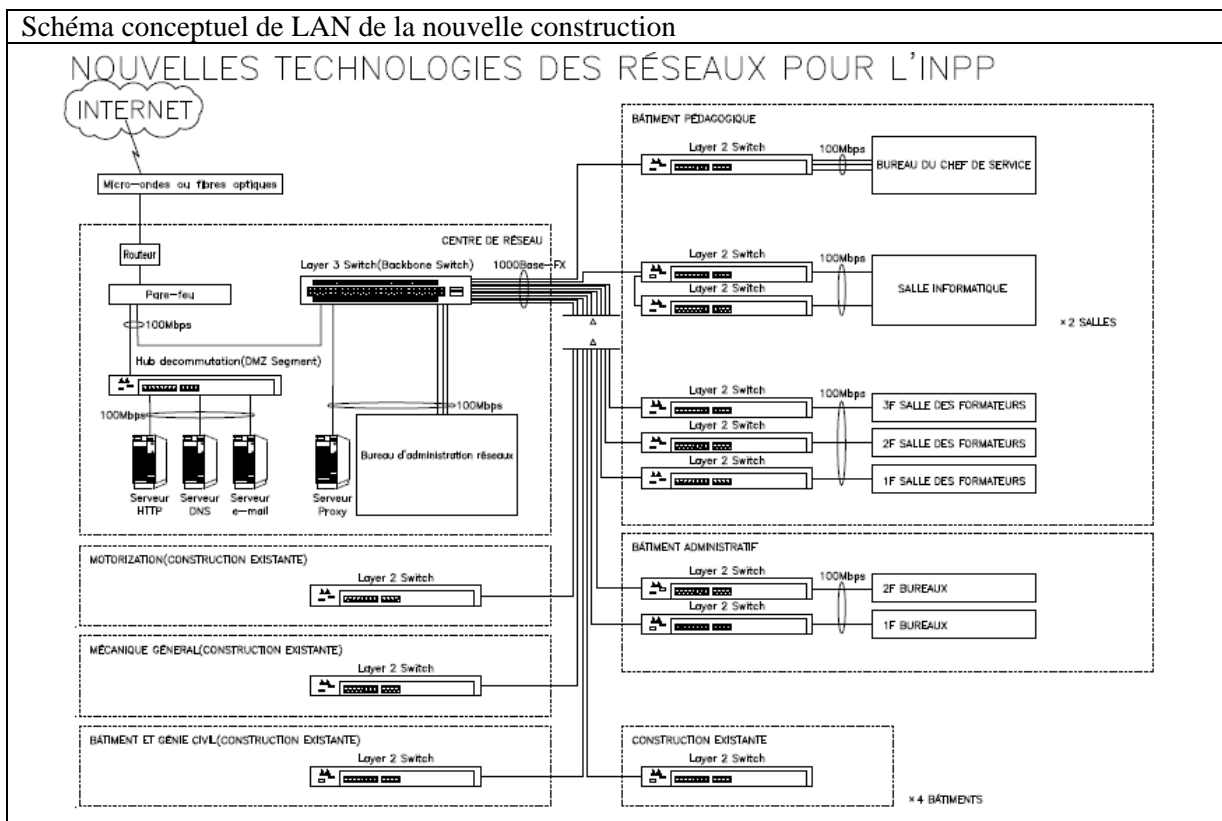 Schéma conceptuel de LAN de la nouvelle construction
NOUVELLES TECHNOLOGIES DES RÉSEAUX POUR L'INPP
INTERNET
Micro-ondes ou fibres optiques
CENTRE DE RÉSEAU
Routeur
Layer 3 Switch(Backbone Switch)
1000Base-FX
Pare-feu
100Mbps
Hub decommutation(DMZ Segment)
100Mbps
100Mbps
Bureau d'administration réseaux
Serveur
HTTP
Serveur
DNS
Serveur
e-mail
Serveur
Proxy
MOTORIZATION(CONSTRUCTION EXISTANTE)
Layer 2 Switch
MÉCANIQUE GÉNÉRAL(CONSTRUCTION EXISTANTE)
Layer 2 Switch
BÂTIMENT ET GÉNIE CIVIL(CONSTRUCTION EXISTANTE)
Layer 2 Switch
BÂTIMENT PÉDAGOGIQUE
Layer 2 Switch
100Mbps
BUREAU DU CHEF DE SERVICE
Layer 2 Switch
100Mbps
Layer 2 Switch
SALLE INFORMATIQUE
×2 SALLES
Layer 2 Switch
100Mbps
3F SALLE DES FORMATEURS
Layer 2 Switch
2F SALLE DES FORMATEURS
Layer 2 Switch
1F SALLE DES FORMATEURS
BÂTIMENT ADMINISTRATIF
Layer 2 Switch
100Mbps
2F BUREAUX
Layer 2 Switch
1F BUREAUX
CONSTRUCTION EXISTANTE
Layer 2 Switch
×4 BÂTIMENTS